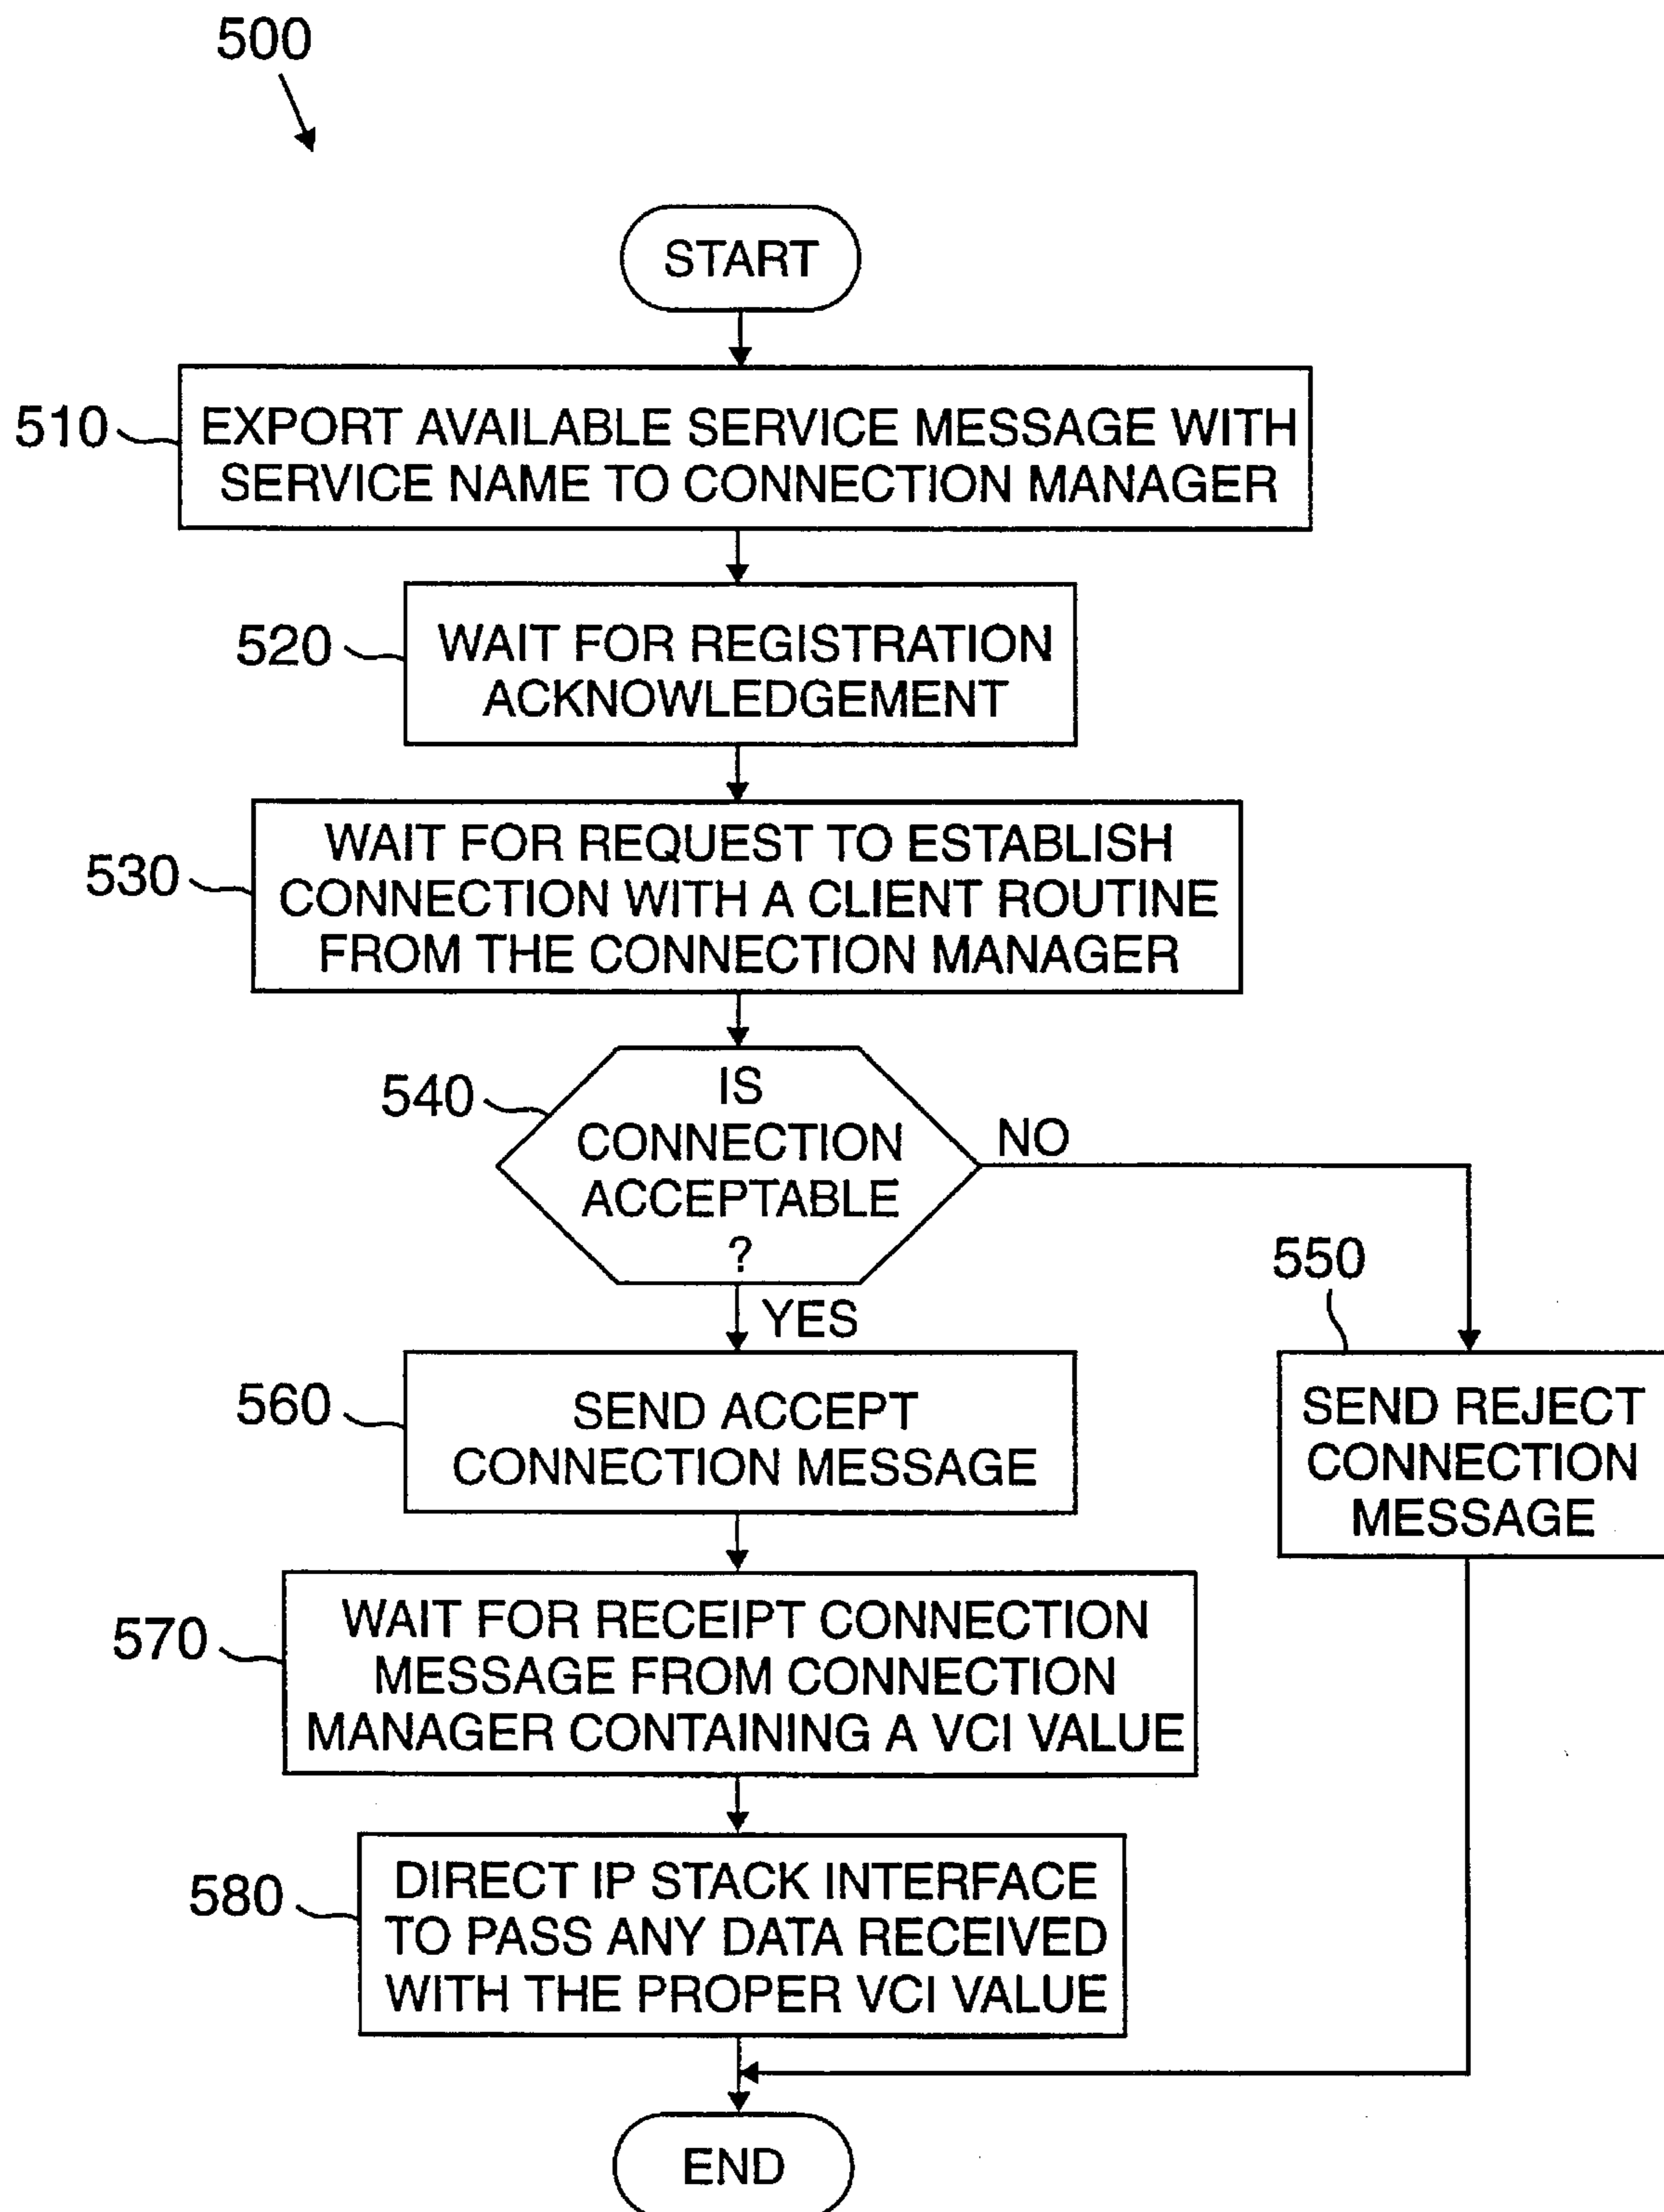 500
START
510
EXPORT AVAILABLE SERVICE MESSAGE WITH
SERVICE NAME TO CONNECTION MANAGER
520
WAIT FOR REGISTRATION
ACKNOWLEDGEMENT
530
WAIT FOR REQUEST TO ESTABLISH
CONNECTION WITH A CLIENT ROUTINE
FROM THE CONNECTION MANAGER
540
IS
CONNECTION
ACCEPTABLE
?
NO
YES
550
SEND REJECT
CONNECTION
MESSAGE
560
SEND ACCEPT
CONNECTION MESSAGE
570
WAIT FOR RECEIPT CONNECTION
MESSAGE FROM CONNECTION
MANAGER CONTAINING A VCI VALUE
580
DIRECT IP STACK INTERFACE
TO PASS ANY DATA RECEIVED
WITH THE PROPER VCI VALUE
END